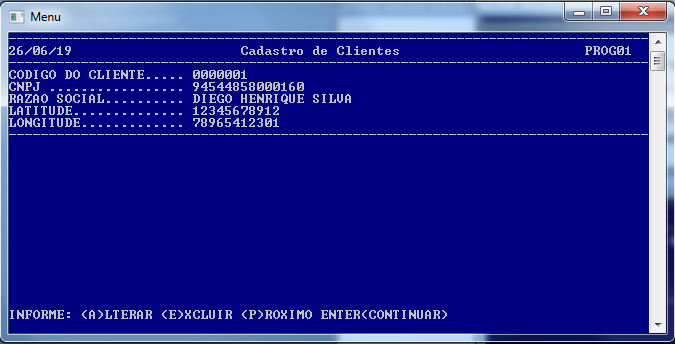 Menu
26/06/19 Cadastro de Clientes PROG01
CODIGO DO CLIENTE..... 0000001
CNPJ ................. 94544858000160
RAZAO SOCIAL.......... DIEGO HENRIQUE SILVA
LATITUDE.............. 12345678912
LONGITUDE............. 78965412301
INFORME: (A)LTERAR (E)XCLUIR (P)ROXIMO ENTER(CONTINUAR)